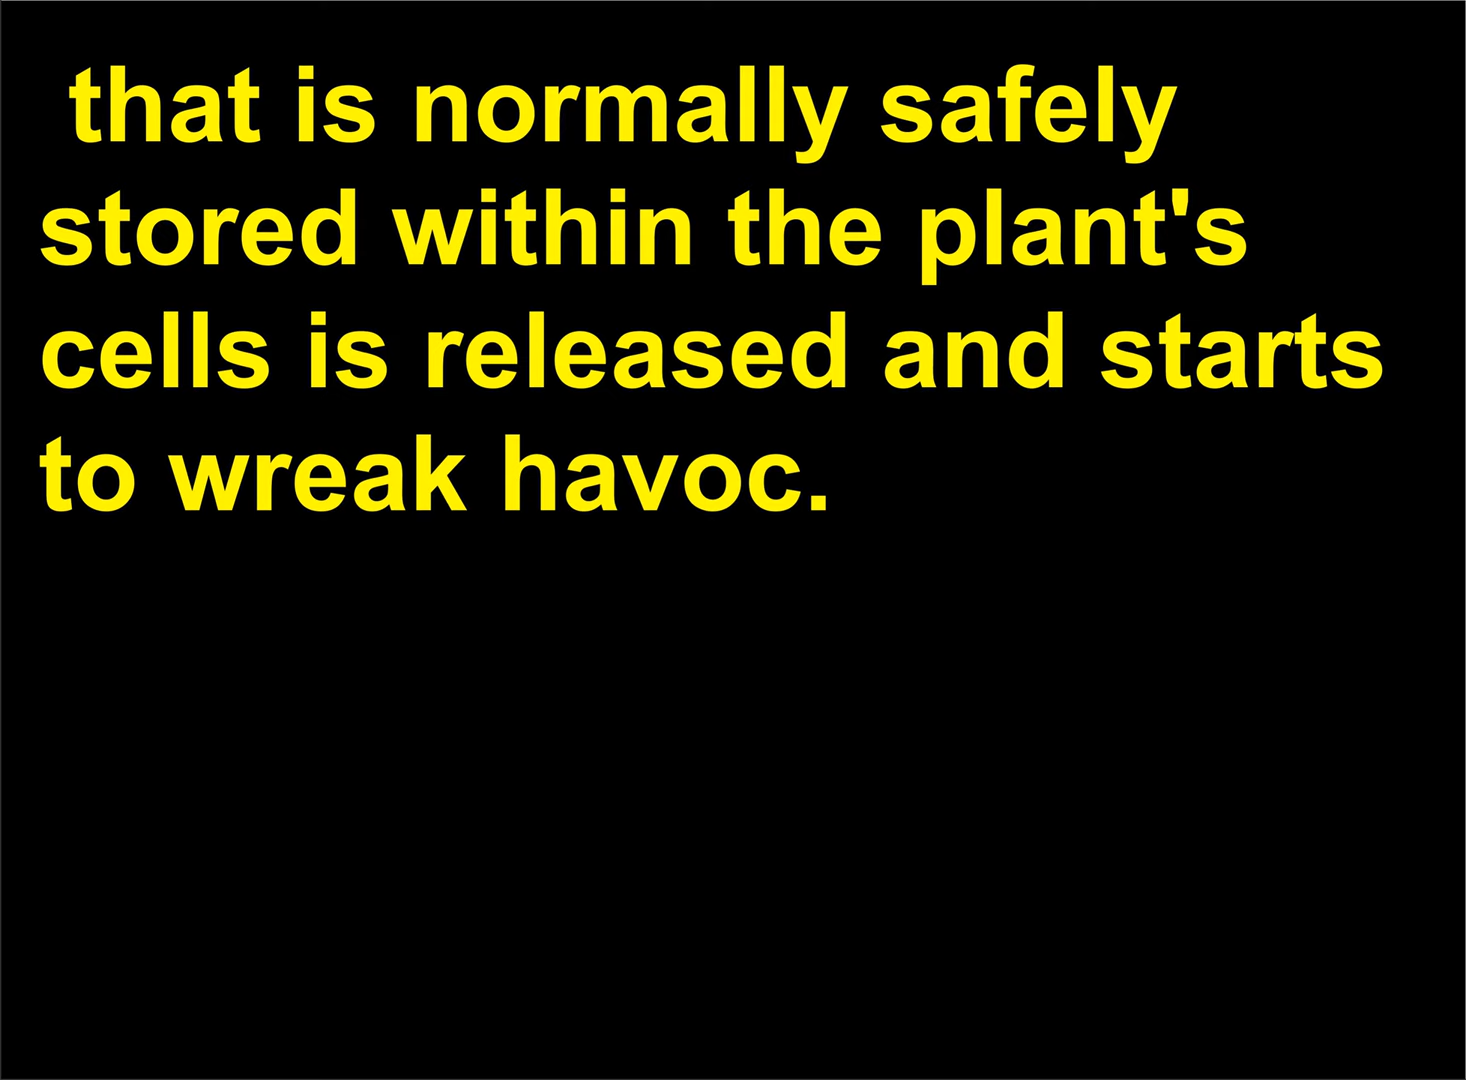 that is normally safely
stored within the plant's
cells is released and starts
to wreak havoc.